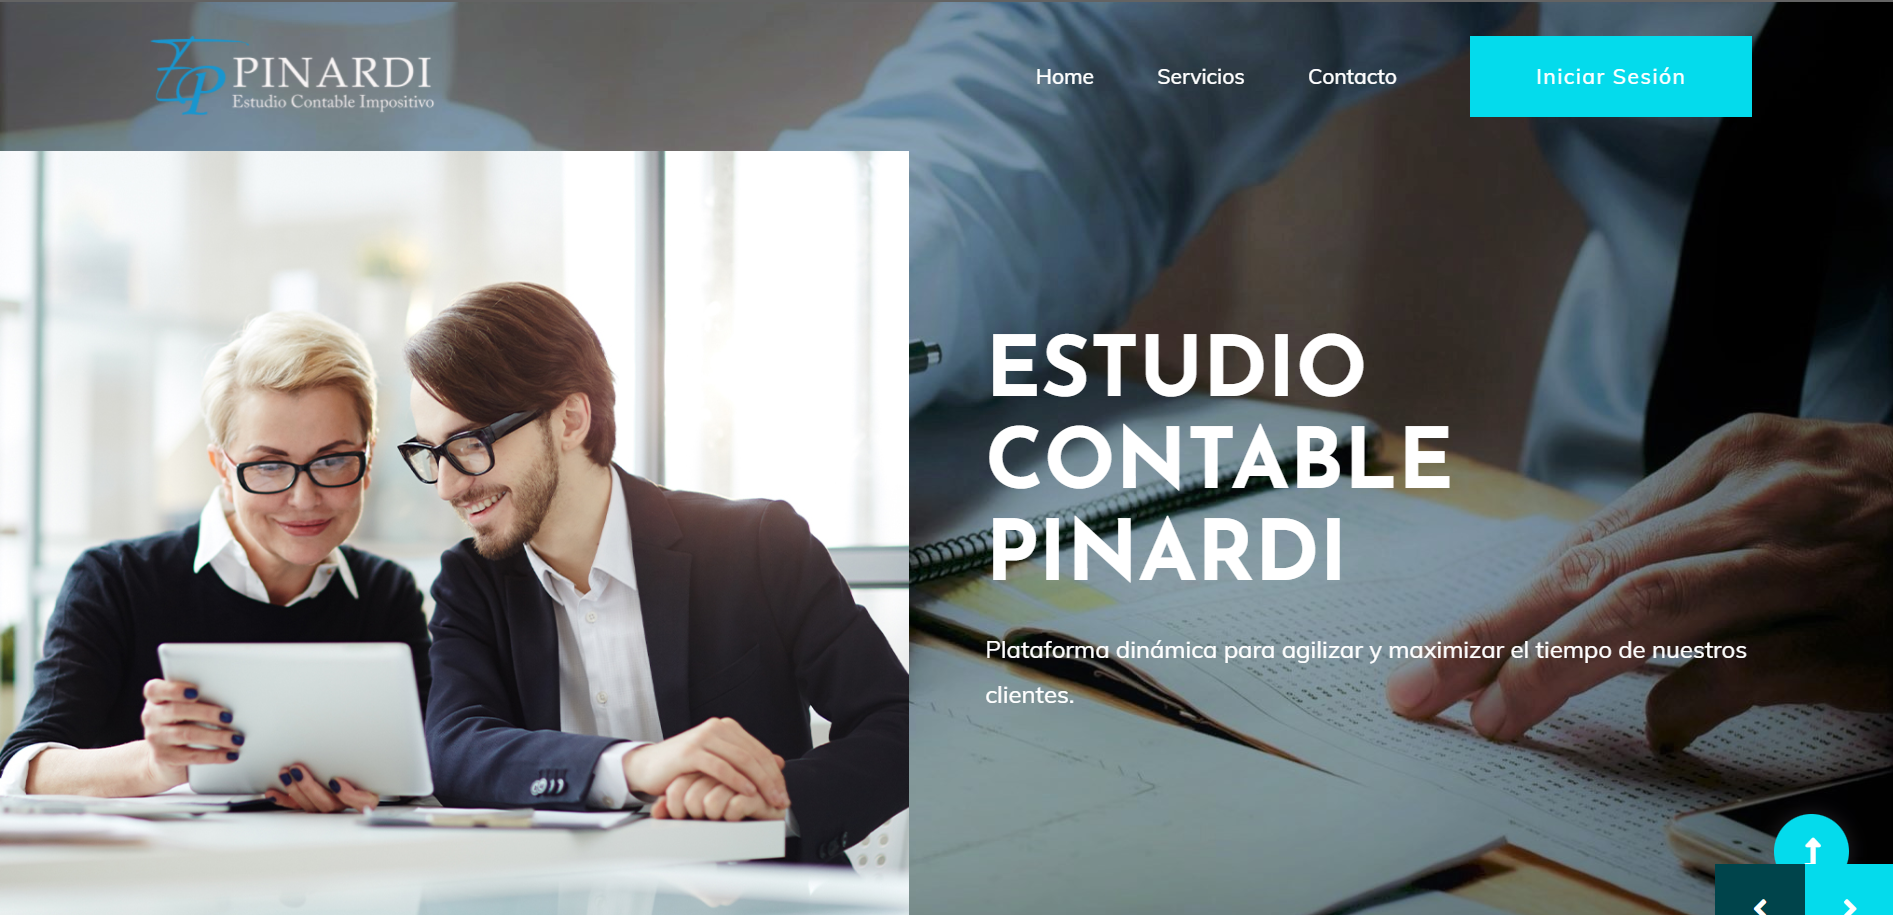 PINARDI
Estudio Contable Impositivo
Home
Servicios
Contacto
Iniciar Sesión
ESTUDIO
CONTABLE
PINARDI
Plataforma dinámica para agilizar y maximizar el tiempo de nuestros
clientes.